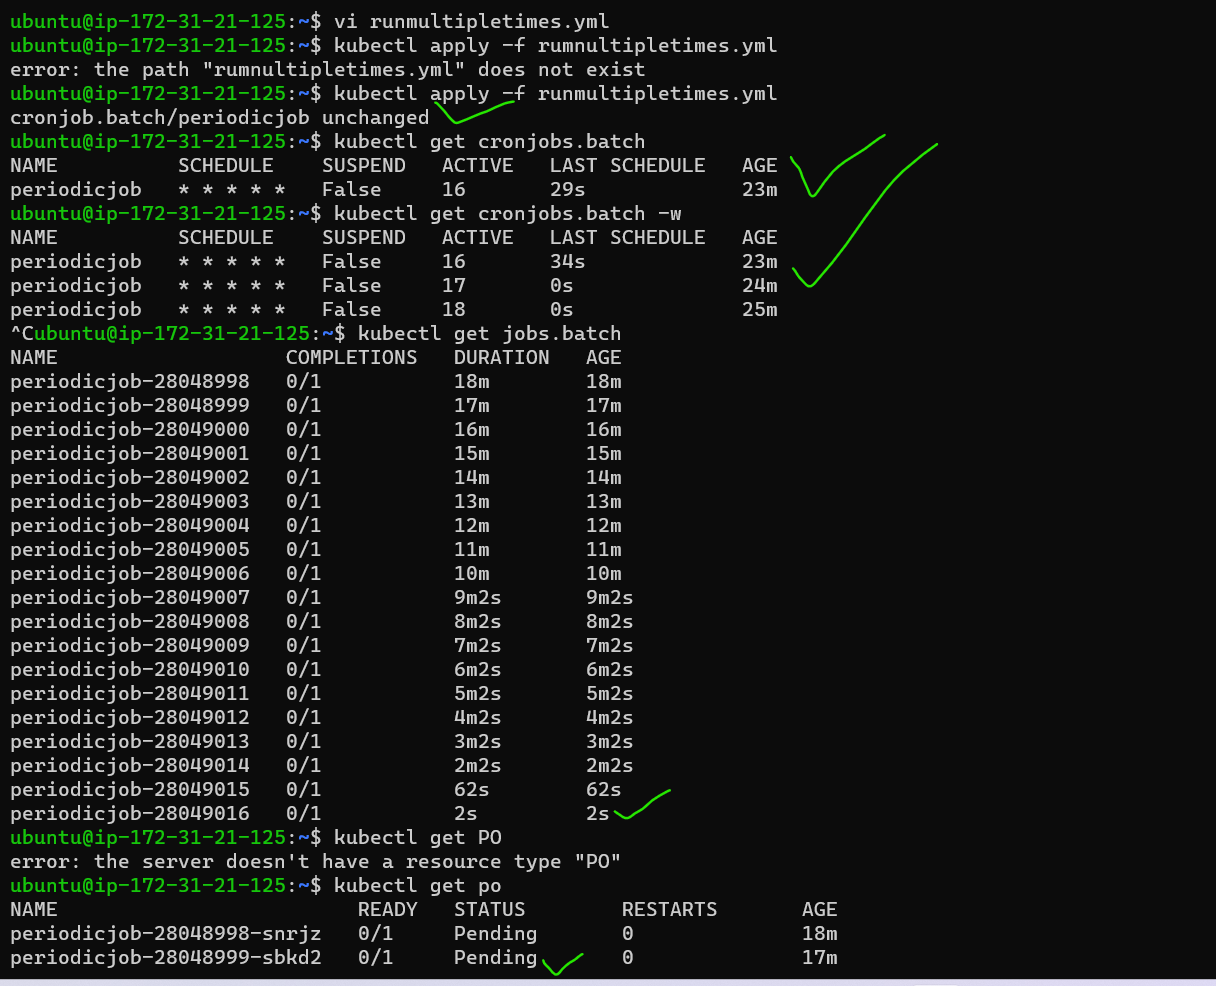 ubuntu@ip-172-31-21-125:~$ vi runmultipletimes.yml
ubuntu@ip-172-31-21-125:~$ kubectl apply -f rumnultipletimes.yml
error: the path "rumnultipletimes.yml" does not exist
ubuntu@ip-172-31-21-125:~$ kubectl apply -f runmultipletimes.yml
cronjob.batch/periodicjob unchanged
ubuntu@ip-172-31-21-125:~$ kubectl get cronjobs.batch
NAME SCHEDULE SUSPEND ACTIVE LAST SCHEDULE AGE
periodicjob * * * * * False 16 29s 23m
ubuntu@ip-172-31-21-125:~$ kubectl get cronjobs.batch -w
NAME SCHEDULE SUSPEND ACTIVE LAST SCHEDULE AGE
periodicjob * * * * * False 16 34s 23m
periodicjob * * * * * False 17 0s 24m
periodicjob * * * * * False 18 0s 25m
^Cubuntu@ip-172-31-21-125:~$ kubectl get jobs.batch
NAME COMPLETIONS DURATION AGE
periodicjob-28048998 0/1 18m 18m
periodicjob-28048999 0/1 17m 17m
periodicjob-28049000 0/1 16m 16m
periodicjob-28049001 0/1 15m 15m
periodicjob-28049002 0/1 14m 14m
periodicjob-28049003 0/1 13m 13m
periodicjob-28049004 0/1 12m 12m
periodicjob-28049005 0/1 11m 11m
periodicjob-28049006 0/1 10m 10m
periodicjob-28049007 0/1 9m2s 9m2s
periodicjob-28049008 0/1 8m2s 8m2s
periodicjob-28049009 0/1 7m2s 7m2s
periodicjob-28049010 0/1 6m2s 6m2s
periodicjob-28049011 0/1 5m2s 5m2s
periodicjob-28049012 0/1 4m2s 4m2s
periodicjob-28049013 0/1 3m2s 3m2s
periodicjob-28049014 0/1 2m2s 2m2s
periodicjob-28049015 0/1 62s 62s
periodicjob-28049016 0/1 2s 2s
ubuntu@ip-172-31-21-125:~$ kubectl get PO
error: the server doesn't have a resource type "PO"
ubuntu@ip-172-31-21-125:~$ kubectl get po
NAME READY STATUS RESTARTS AGE
periodicjob-28048998-snrjz 0/1 Pending 0 18m
periodicjob-28048999-sbkd2 0/1 Pending 0 17m